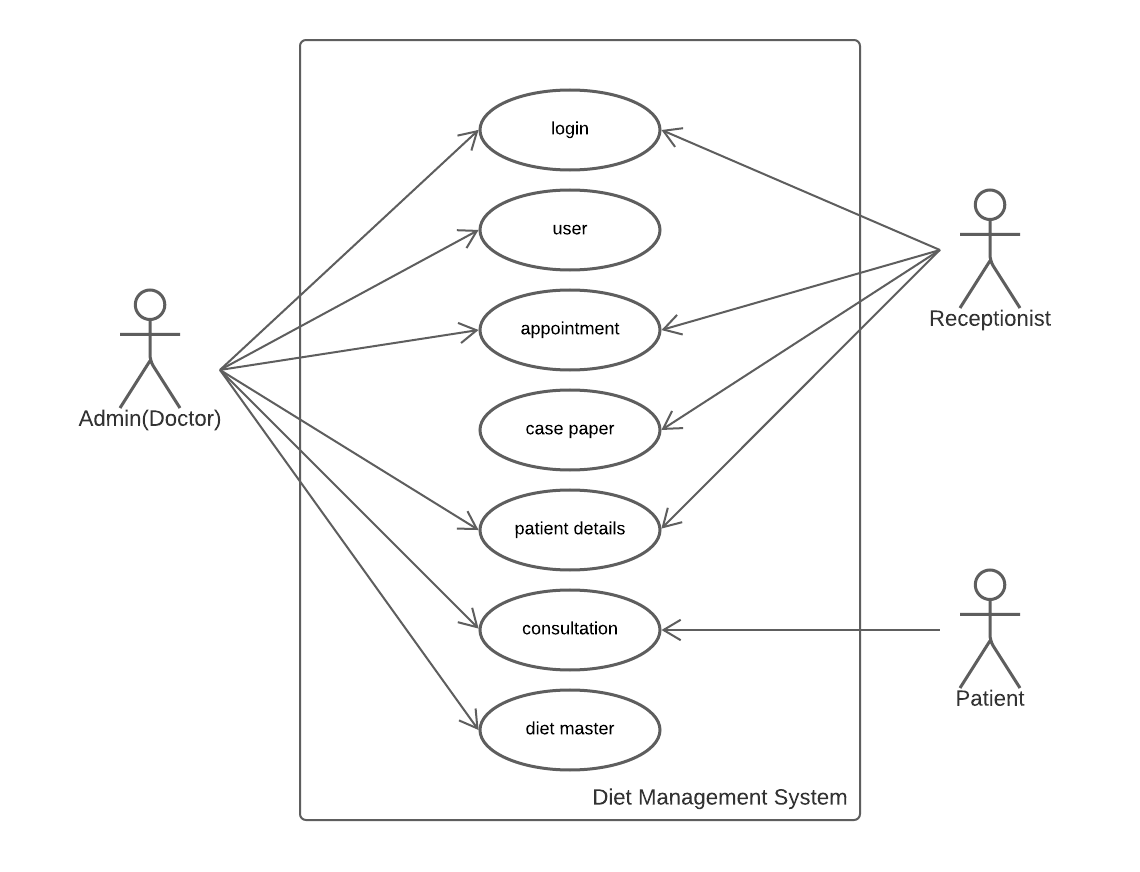 login
user
appointment
case paper
patient details
consultation
diet master
Diet Management System
Admin(Doctor)
Receptionist
Patient